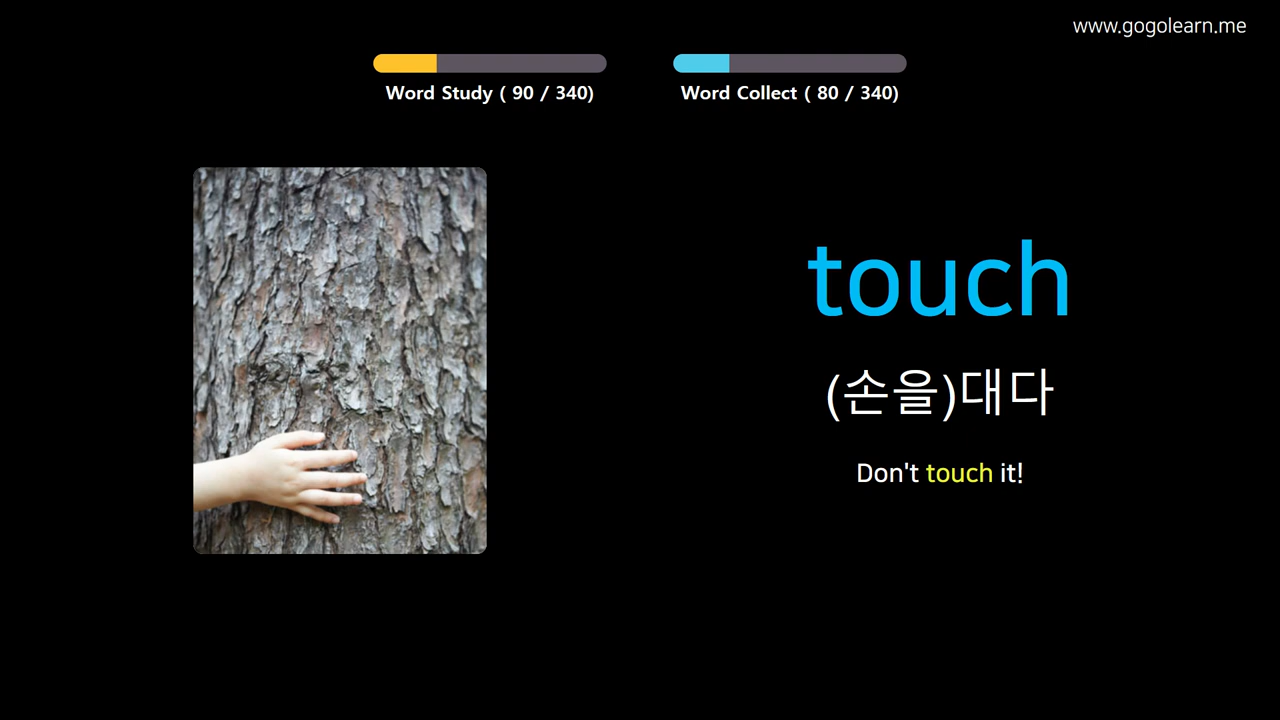 www.gogolearn.me
Word Study ( 90 / 340)
Word Collect ( 80 / 340)
touch
(손을)대다
Don't touch it!